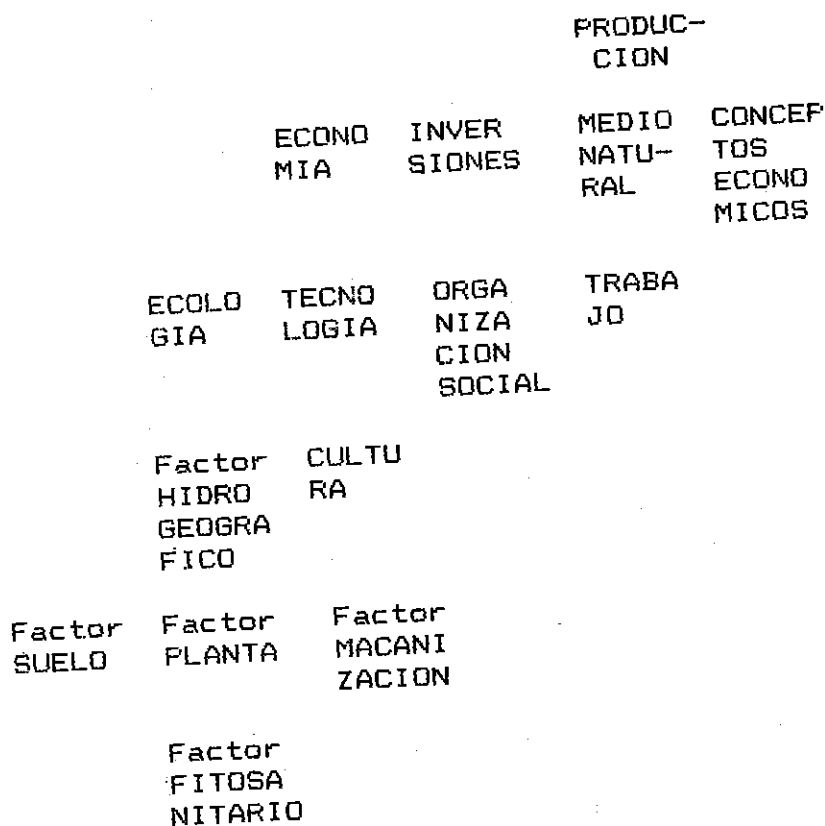 PRODUC-
CION
ECONO
MIA
INVER
SIONES
MEDIO
NATU-
RAL
CONCEP
TOS
ECONO
MICOS
ECOLO
GIA
TECNO
LOGIA
ORGA
NIZA
CION
SOCIAL
TRABA
JO
Factor
HIDRO
GEOGRA
FICO
CULTU
RA
Factor
SUELO
Factor
PLANTA
Factor
MACANI
ZACION
Factor
FITOSA
NITARIO